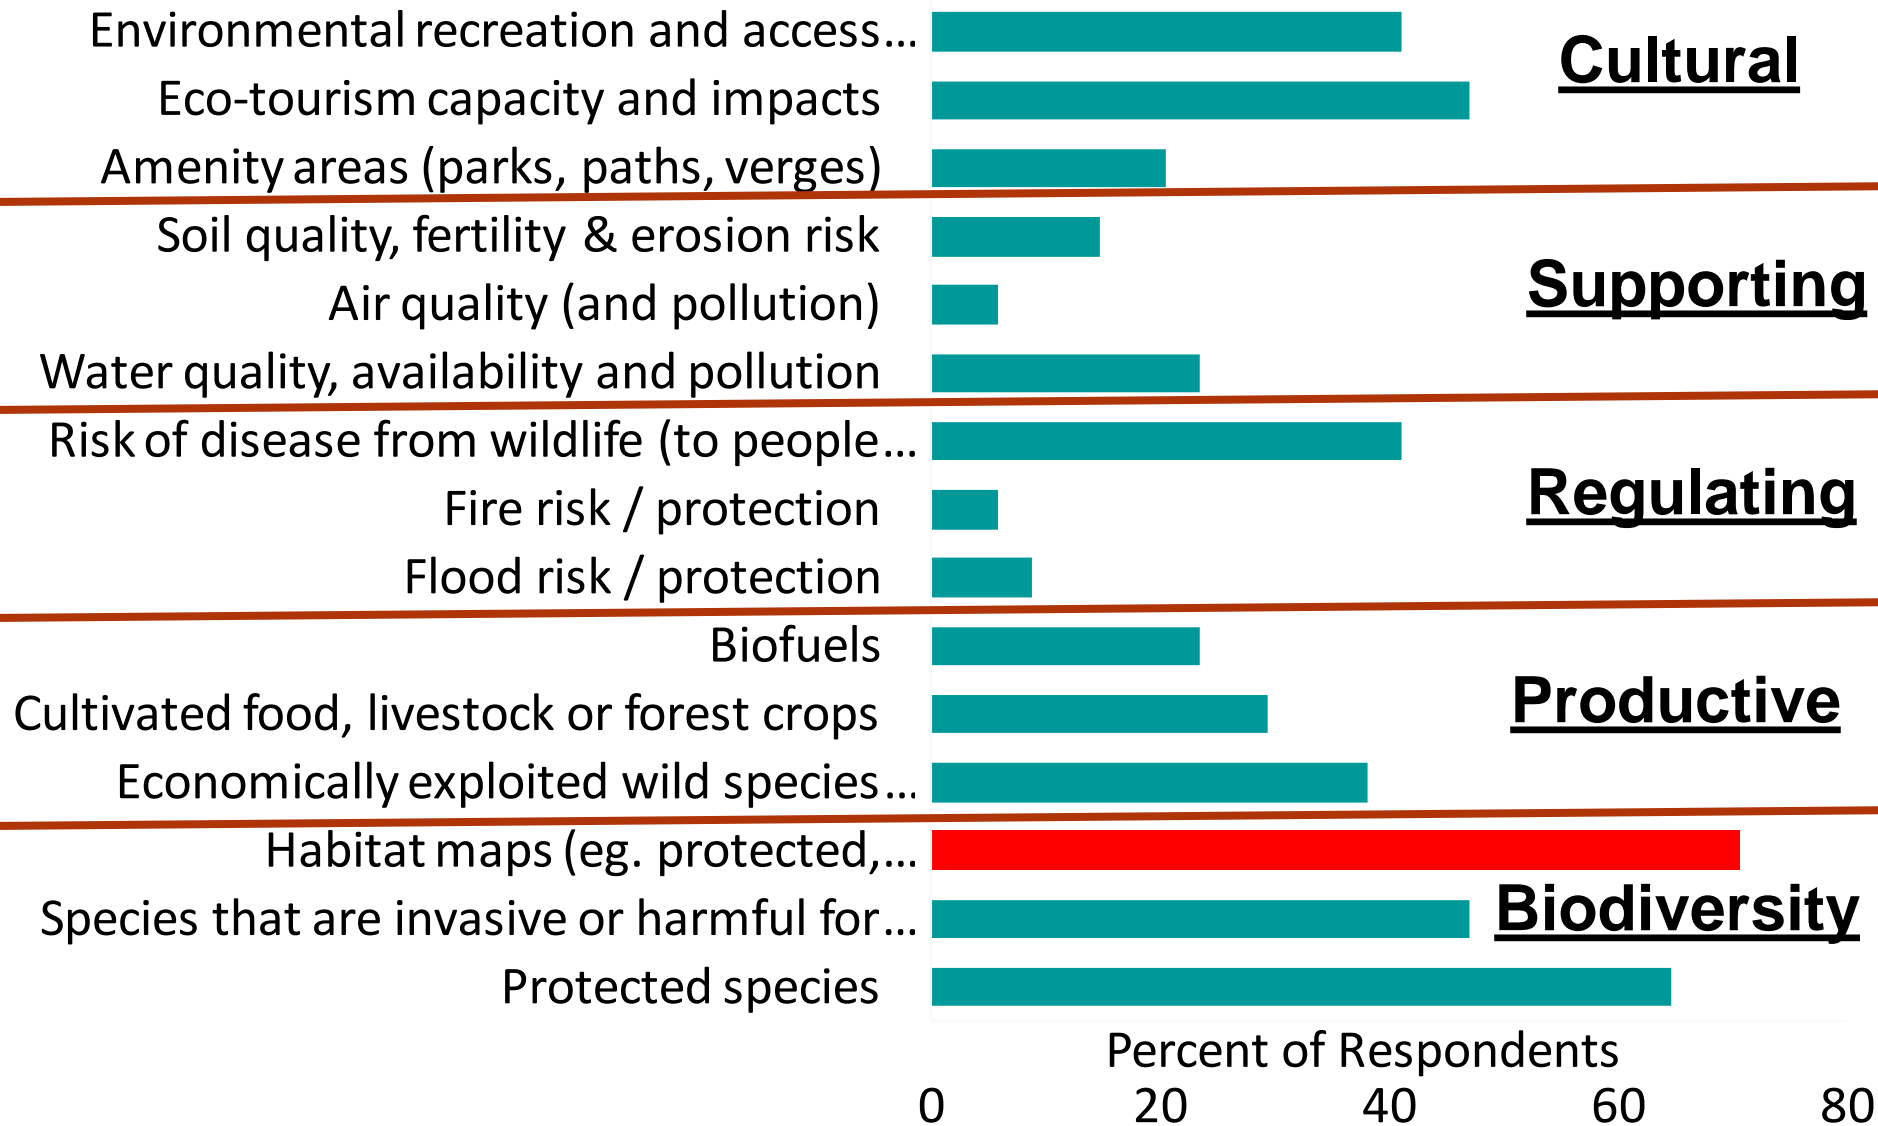 Environmental recreation and access...
Cultural
Eco-tourism capacity and impacts
Amenity areas (parks, paths, verges)
Soil quality, fertility & erosion risk
Supporting
Air quality (and pollution)
Water quality, availability and pollution
Risk of disease from wildlife (to people...
Regulating
Fire risk / protection
Flood risk / protection
Biofuels
Productive
Cultivated food, livestock or forest crops
Economically exploited wild species...
Habitat maps (eg. protected,...
Biodiversity
Species that are invasive or harmful for...
Protected species
Percent of Respondents
0 20 40 60 80